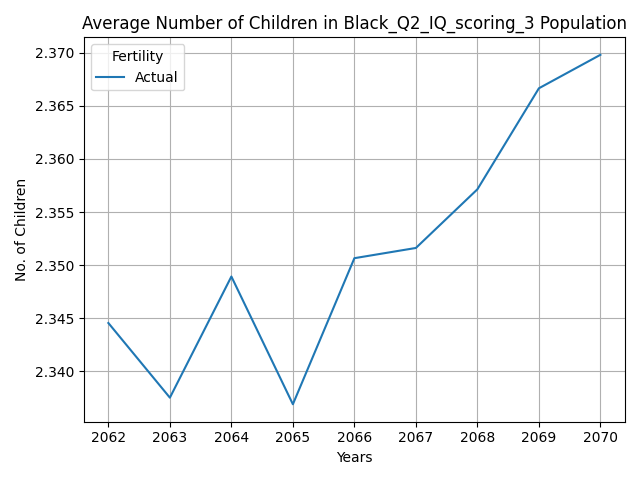 Average Number of Children in Black_Q2_IQ_scoring_3 Population
Fertility
Actual
2.370
2.365
2.360
2.355
2.350
2.345
2.340
No. of Children
2062 2063 2064 2065 2066 2067 2068 2069 2070
Years